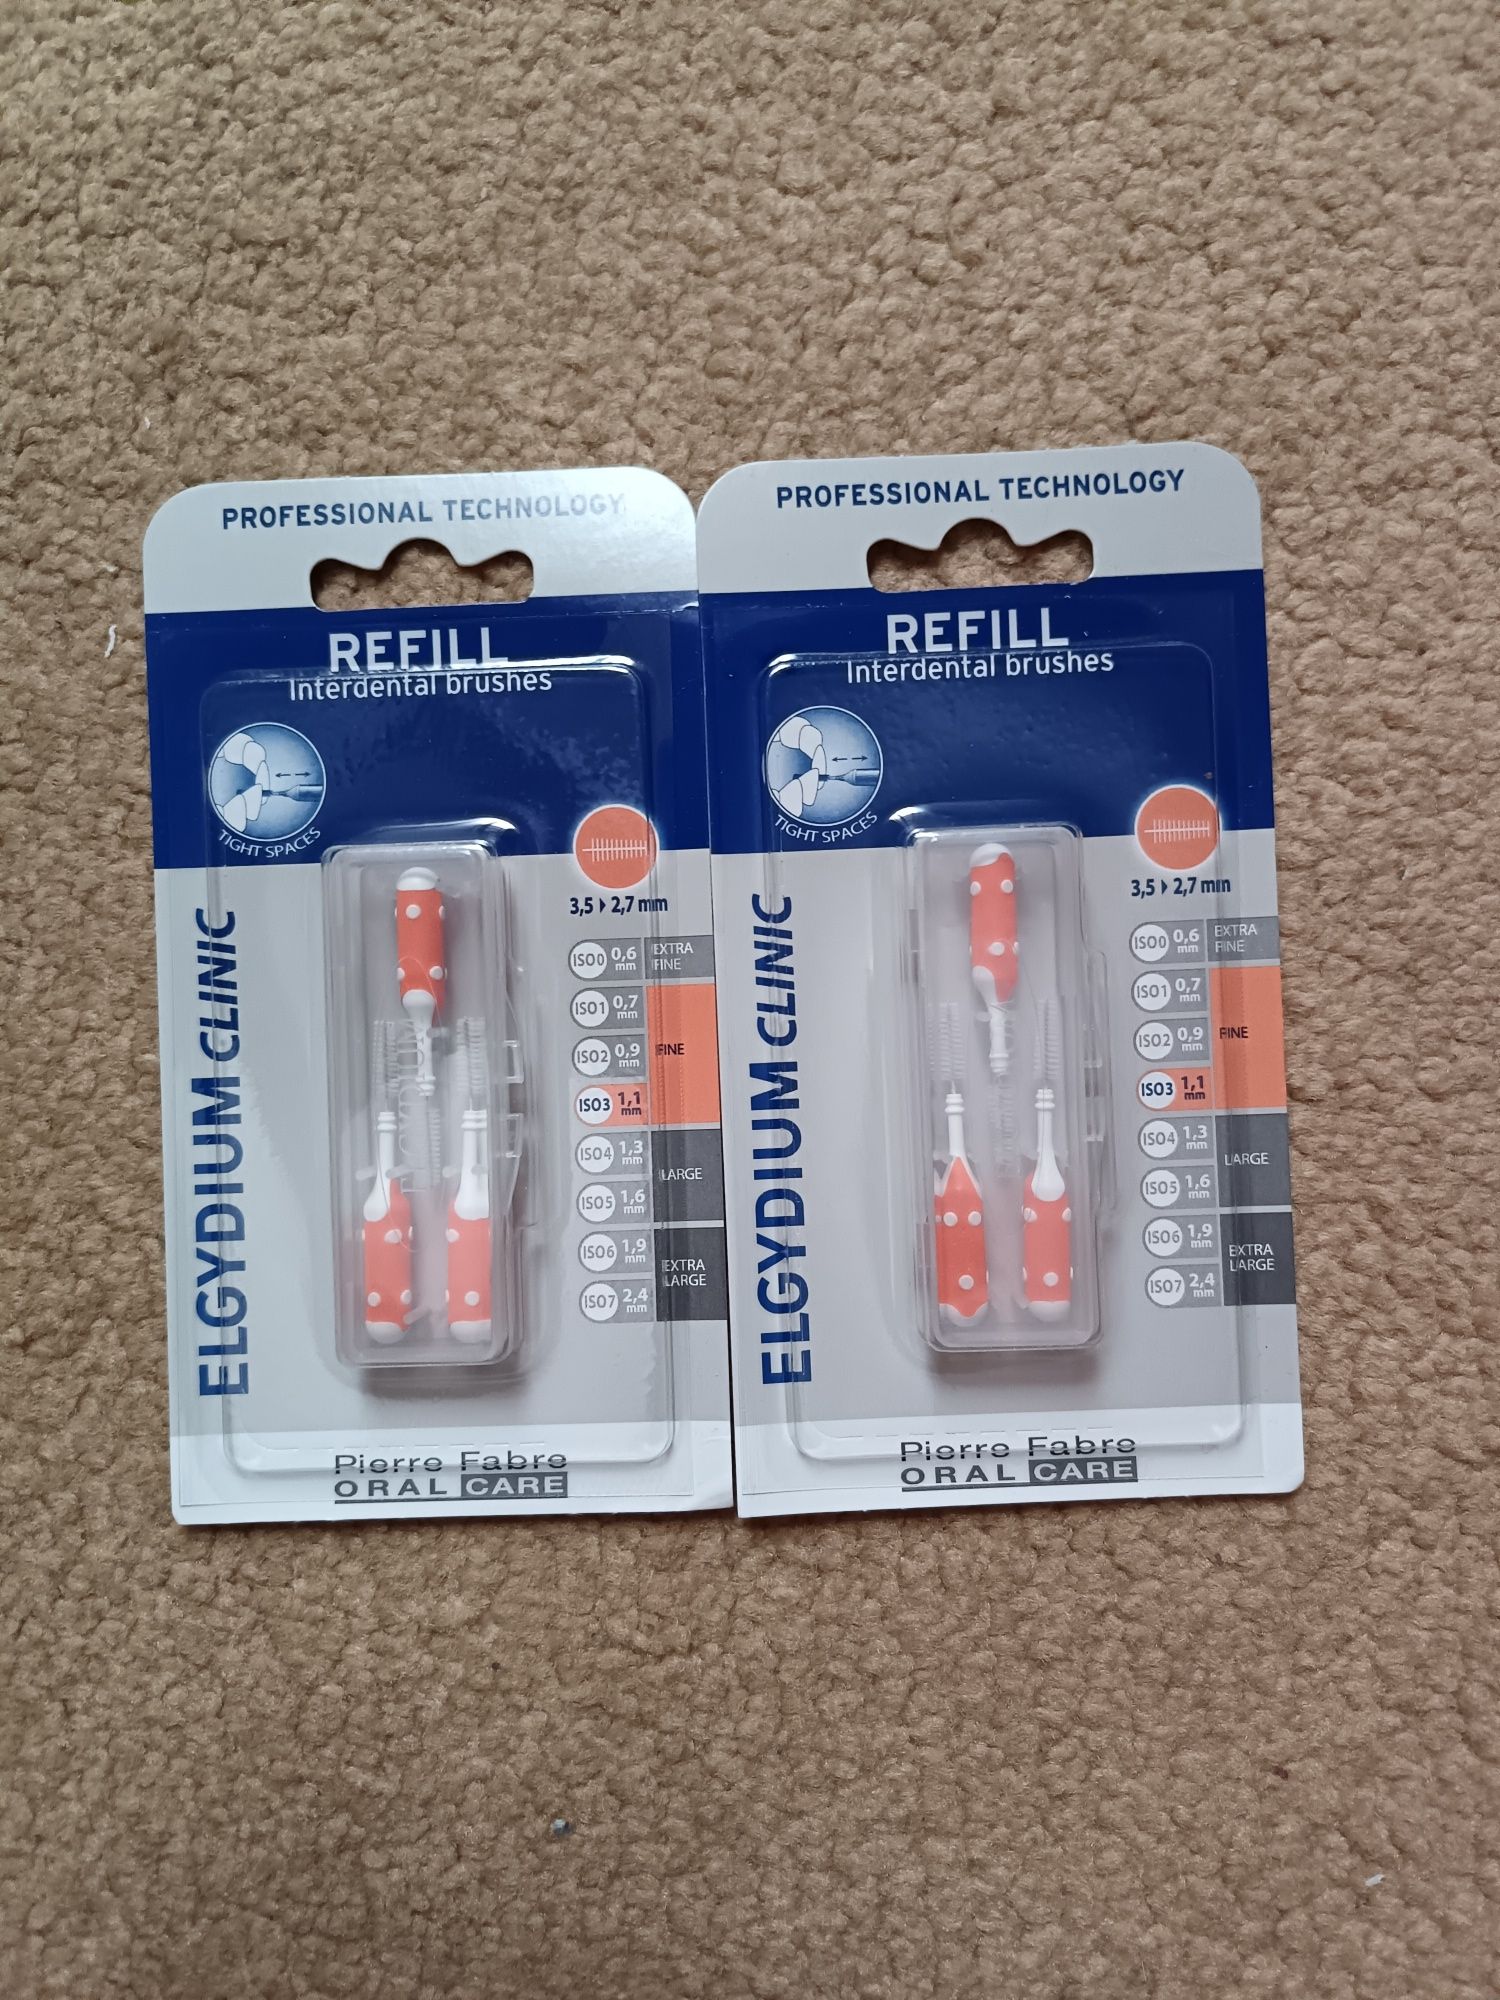 PROFESSIONAL TECHNOLOGY
REFILL
Interdental brushes
TIGHT SPACES
3,5 ▸ 2,7 mm
ISO0 0,6 mm EXTRA FINE
ISO1 0,7 mm
ISO2 0,9 mm FINE
ISO3 1,1 mm
ISO4 1,3 mm LARGE
ISO5 1,6 mm
ISO6 1,9 mm EXTRA LARGE
ISO7 2,4 mm
ELGYDIUM CLINIC
Pierre Fabre
ORAL CARE
PROFESSIONAL TECHNOLOGY
REFILL
Interdental brushes
TIGHT SPACES
3,5 ▸ 2,7 mm
ISO0 0,6 mm EXTRA FINE
ISO1 0,7 mm
ISO2 0,9 mm FINE
ISO3 1,1 mm
ISO4 1,3 mm LARGE
ISO5 1,6 mm
ISO6 1,9 mm EXTRA LARGE
ISO7 2,4 mm
ELGYDIUM CLINIC
Pierre Fabre
ORAL CARE